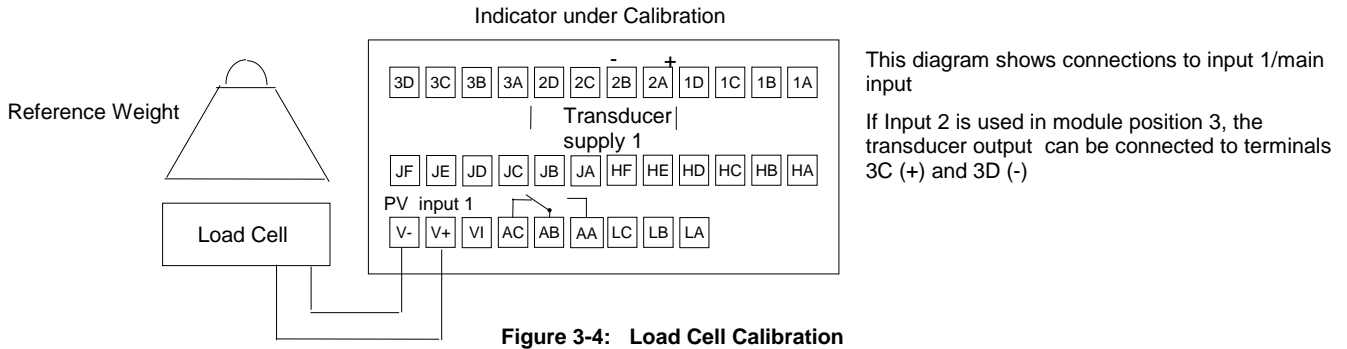 Indicator under Calibration
- +
3D 3C 3B 3A 2D 2C 2B 2A 1D 1C 1B 1A
Transducer
supply 1
JF JE JD JC JB JA HF HE HD HC HB HA
PV input 1
V- V+ VI AC AB AA LC LB LA
Reference Weight
Load Cell
This diagram shows connections to input 1/main
input
If Input 2 is used in module position 3, the
transducer output can be connected to terminals
3C (+) and 3D (-)
Figure 3-4: Load Cell Calibration